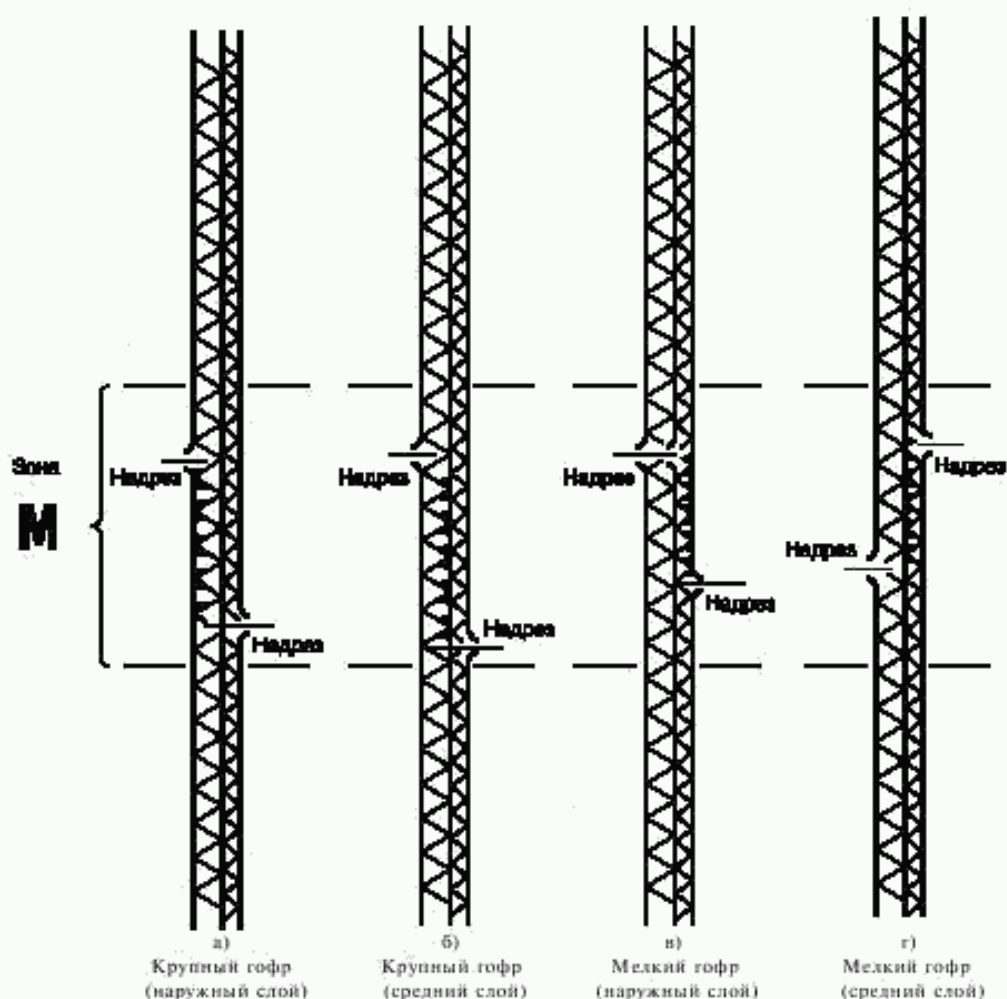 Зона
М
Надрез
Надрез
Надрез
Надрез
Надрез
Надрез
Надрез
Надрез
а)
Крупный гофр
(наружный слой)
б)
Крупный гофр
(средний слой)
в)
Мелкий гофр
(наружный слой)
г)
Мелкий гофр
(средний слой)